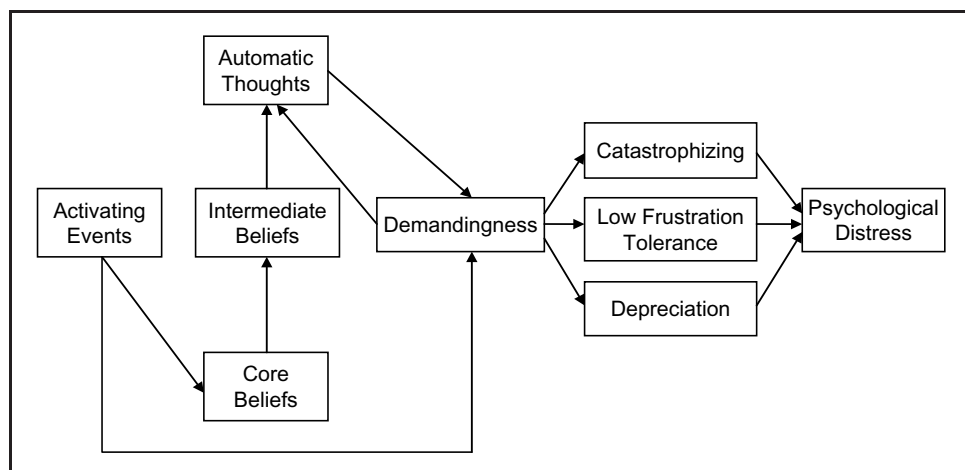 Automatic
Thoughts
Catastrophizing
Activating
Events
Intermediate
Beliefs
Demandingness
Low Frustration
Tolerance
Psychological
Distress
Depreciation
Core
Beliefs